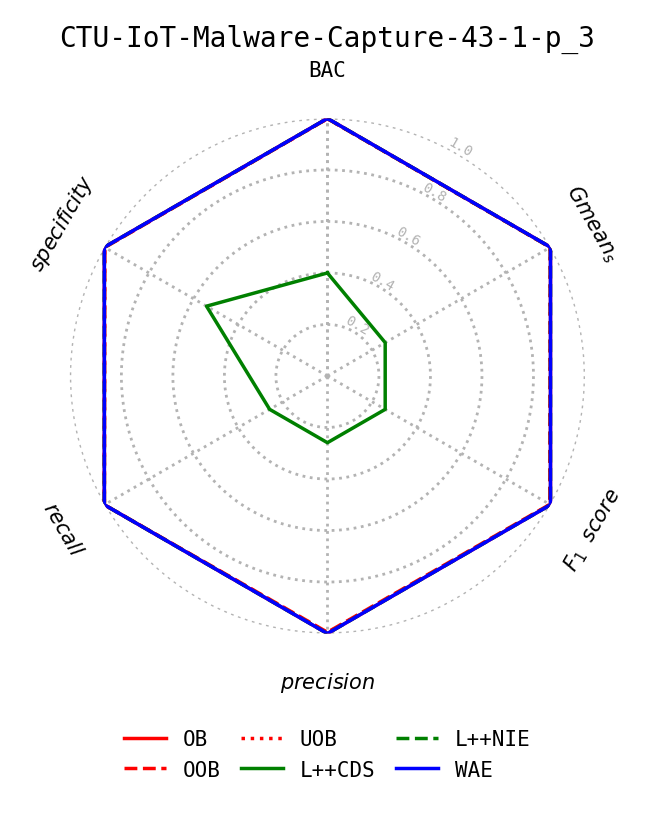 CTU-IoT-Malware-Capture-43-1-p_3
BAC
1.0
0.8
0.6
0.4
0.2
specificity
Gmeanₛ
recall
F₁ score
precision
OB
UOB
L++NIE
OOB
L++CDS
WAE